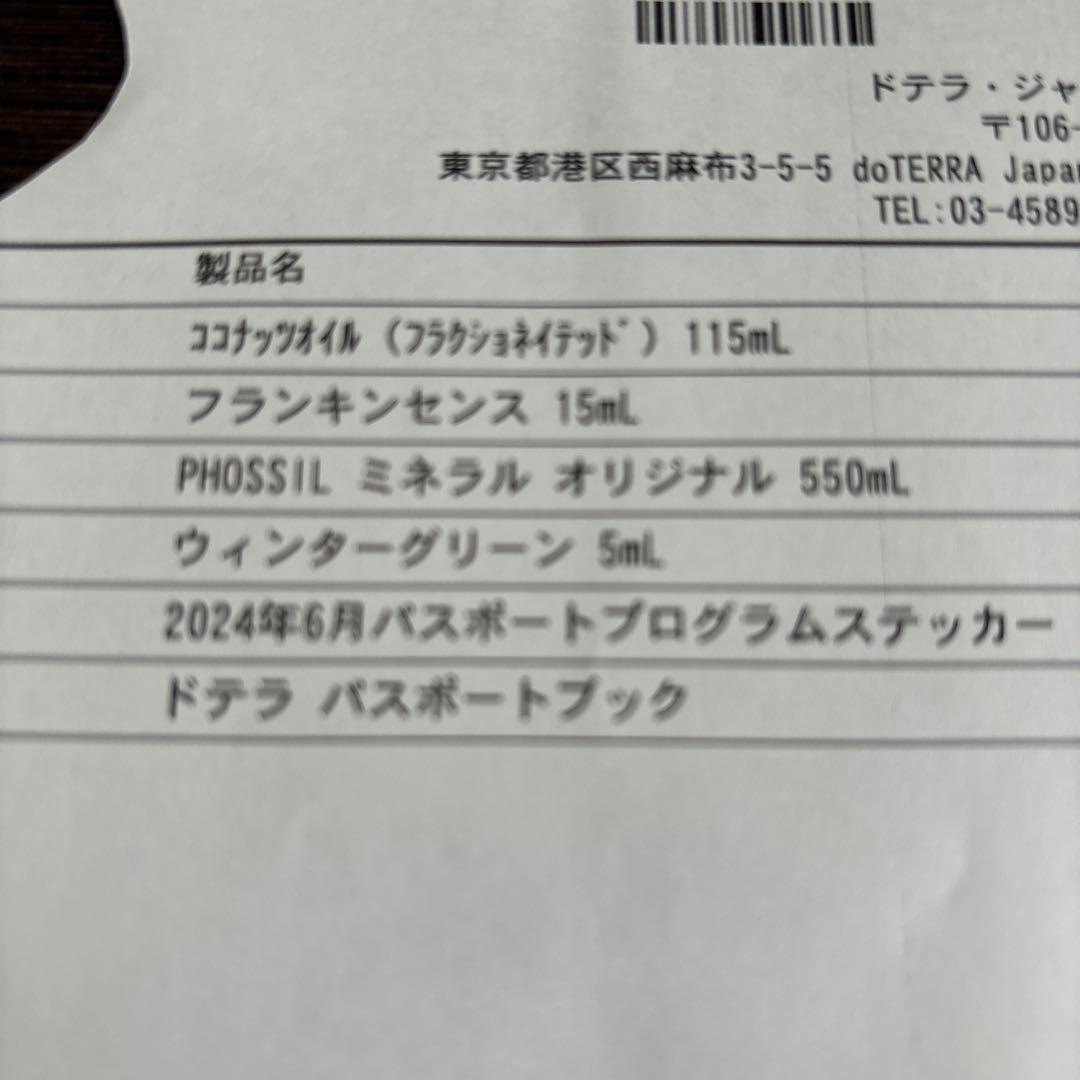 ドテラ・ジャ
〒106-
東京都港区西麻布3-5-5 doTERRA Japan
TEL:03-4589
製品名
ｺｺﾅｯﾂｵｲﾙ (ﾌﾗｸｼｮﾈｲﾃｯﾄﾞ) 115mL
フランキンセンス 15mL
PHOSSIL ミネラル オリジナル 550mL
ウィンターグリーン 5mL
2024年6月パスポートプログラムステッカー
ドテラ パスポートブック